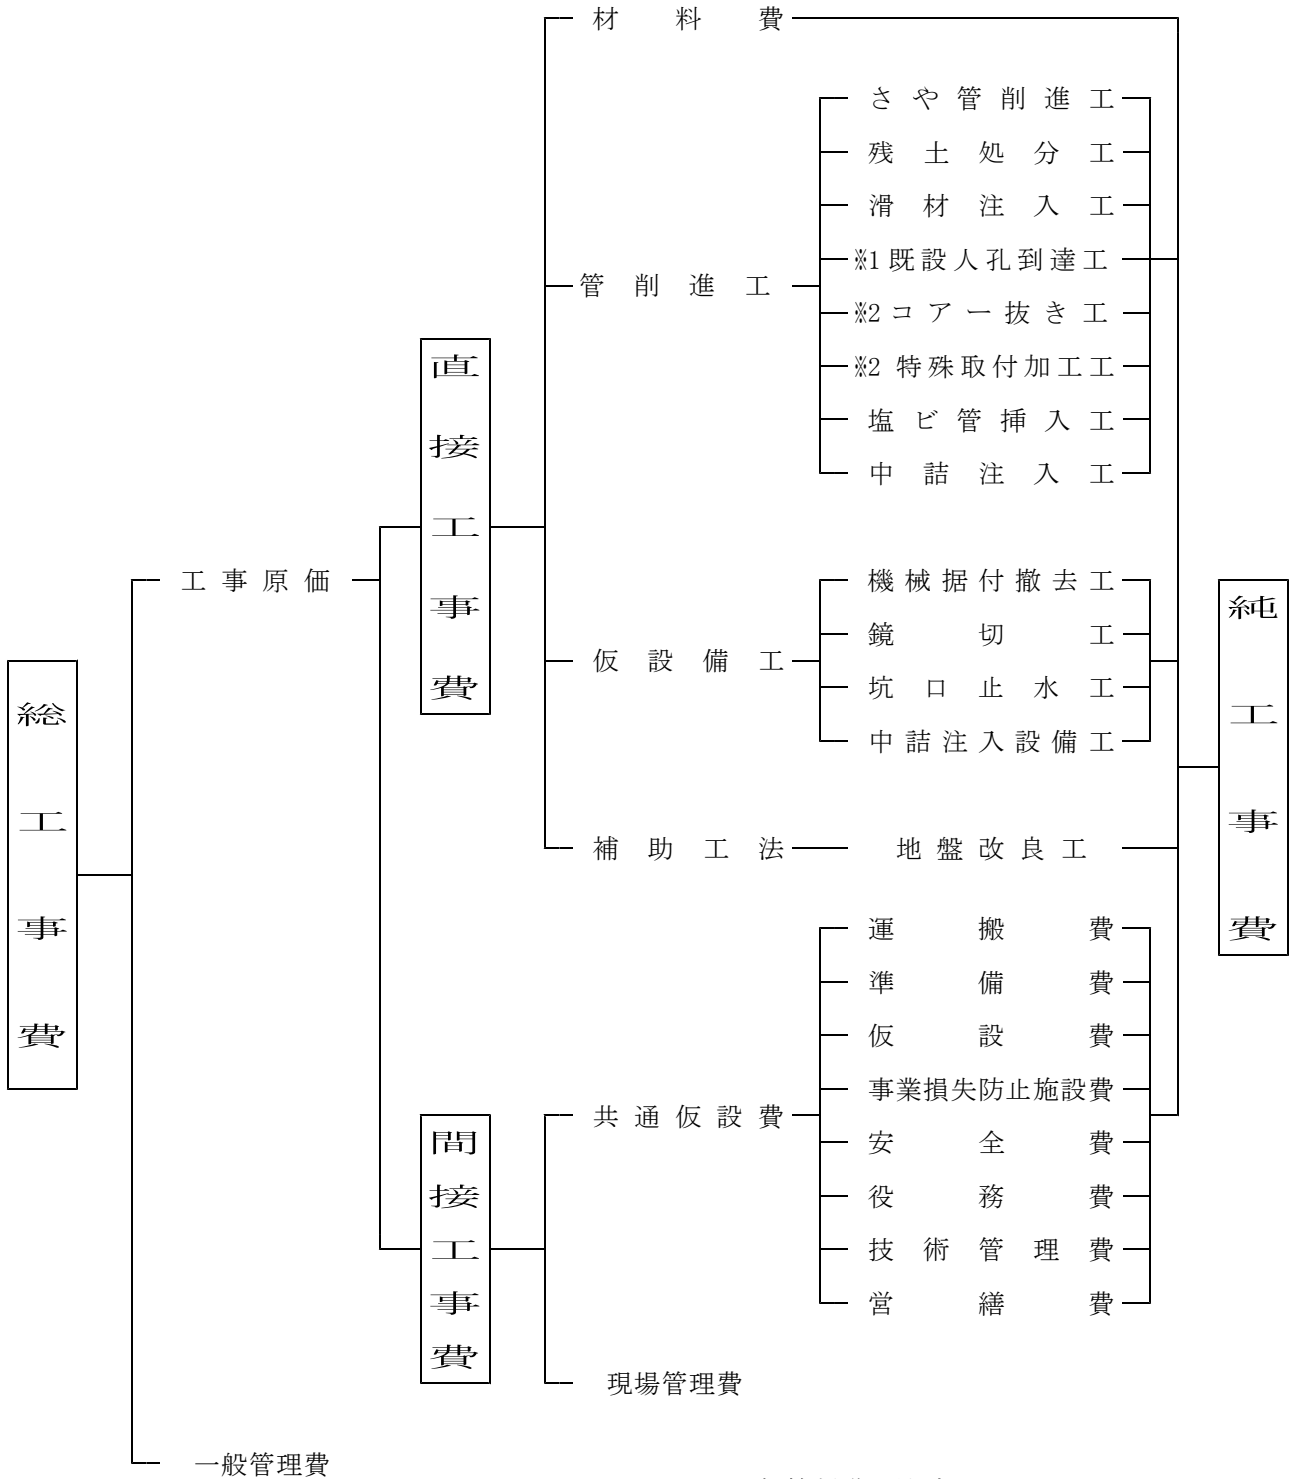 材料費
さや管削進工
残土処分工
滑材注入工
※1既設人孔到達工
管削進工
※2コアー抜き工
※2 特殊取付加工工
塩ビ管挿入工
中詰注入工
直接工事費
工事原価
機械据付撤去工
鏡切工
仮設備工
坑口止水工
中詰注入設備工
純工事費
総工事費
補助工法
地盤改良工
運搬費
準備費
仮設費
事業損失防止施設費
共通仮設費
安全費
役務費
技術管理費
営繕費
間接工事費
現場管理費
一般管理費